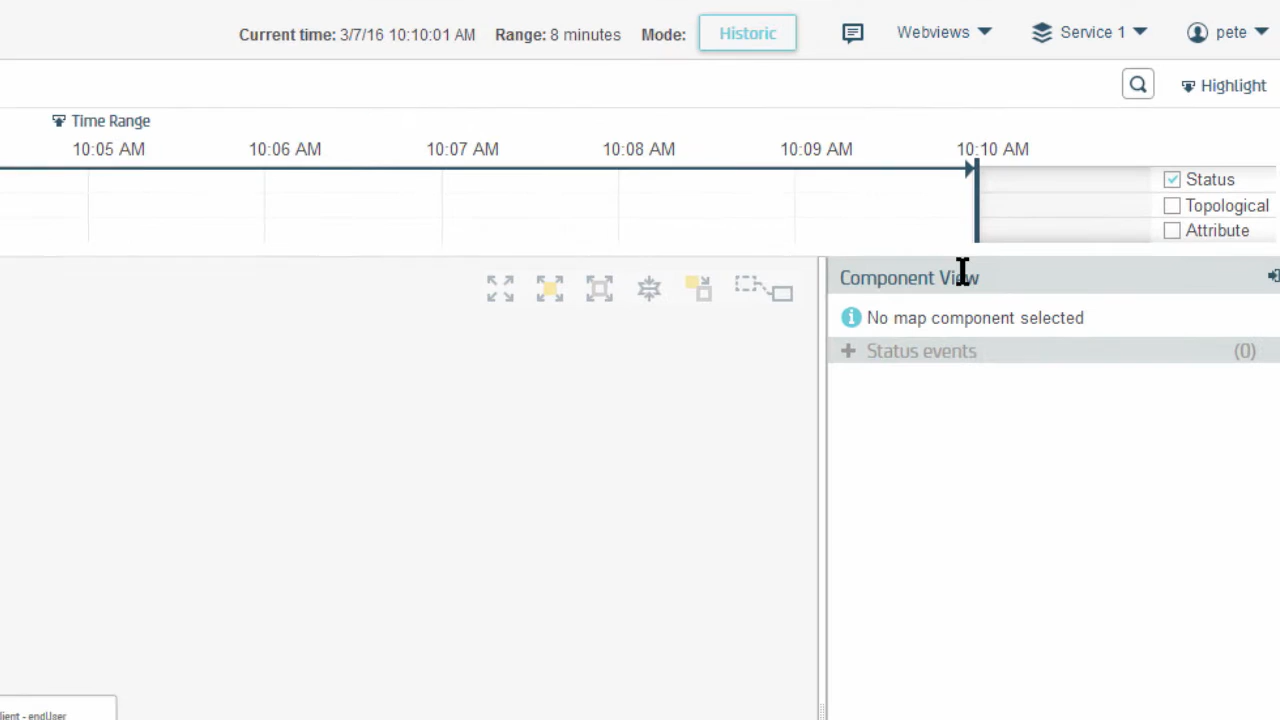 Current time: 3/7/16 10:10:01 AM Range: 8 minutes Mode: Historic Webviews Service 1 pete
Highlight
Time Range
10:05 AM 10:06 AM 10:07 AM 10:08 AM 10:09 AM 10:10 AM
Status
Topological
Attribute
Component View
No map component selected
Status events (0)
- endUser